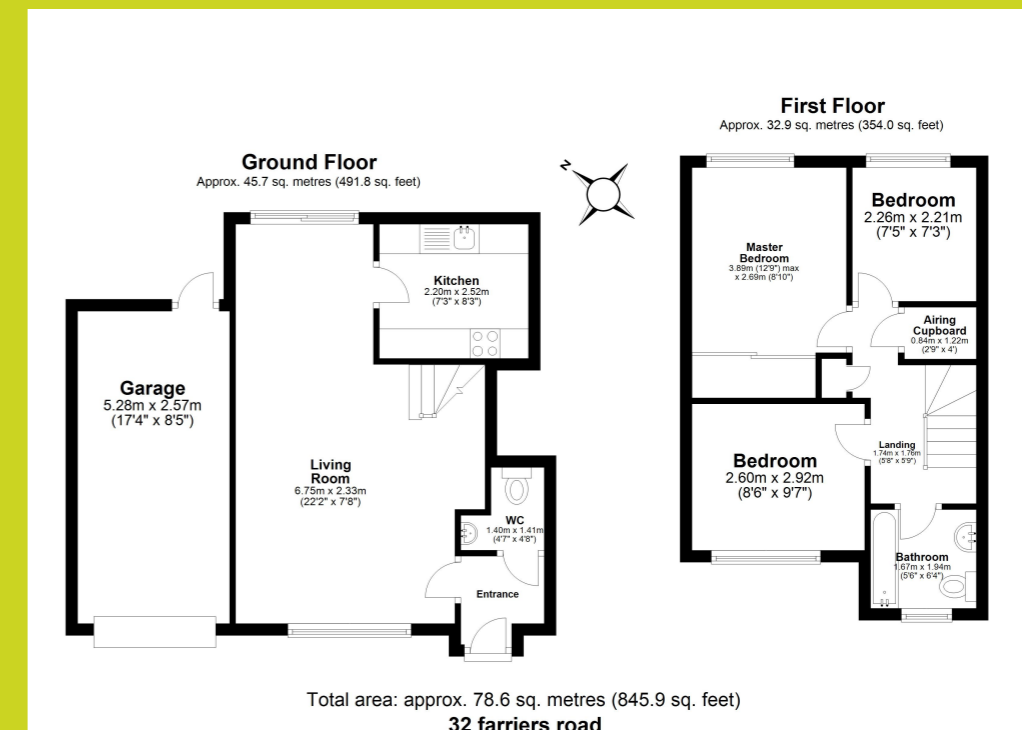 First Floor
Approx. 32.9 sq. metres (354.0 sq. feet)
Ground Floor
Approx. 45.7 sq. metres (491.8 sq. feet)
N
Bedroom
2.26m x 2.21m
(7'5" x 7'3")
Master
Bedroom
3.89m (12'9") max
x 2.69m (8'10")
Kitchen
2.20m x 2.52m
(7'3" x 8'3")
Airing
Cupboard
0.84m x 1.22m
(2'9" x 4')
Garage
5.28m x 2.57m
(17'4" x 8'5")
Living
Room
6.75m x 2.33m
(22'2" x 7'8")
Landing
1.74m x 1.76m
(5'8" x 5'9")
Bedroom
2.60m x 2.92m
(8'6" x 9'7")
WC
1.40m x 1.41m
(4'7" x 4'8")
Bathroom
1.67m x 1.94m
(5'6" x 6'4")
Entrance
Total area: approx. 78.6 sq. metres (845.9 sq. feet)
32 farriers road